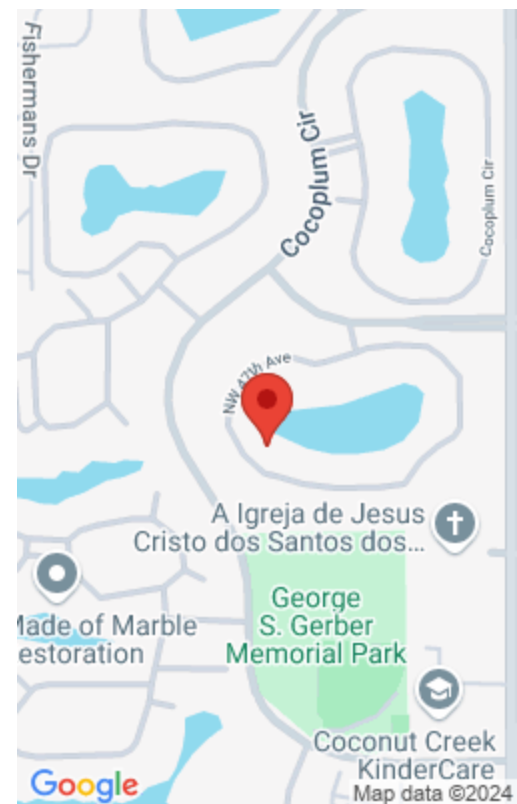 Fishermans Dr
Cocoplum Cir
Cocoplum Cir
NW 47th Ave
A Igreja de Jesus
Cristo dos Santos dos...
George
S. Gerber
Memorial Park
Made of Marble
estoration
Coconut Creek
KinderCare
Google
Map data ©2024